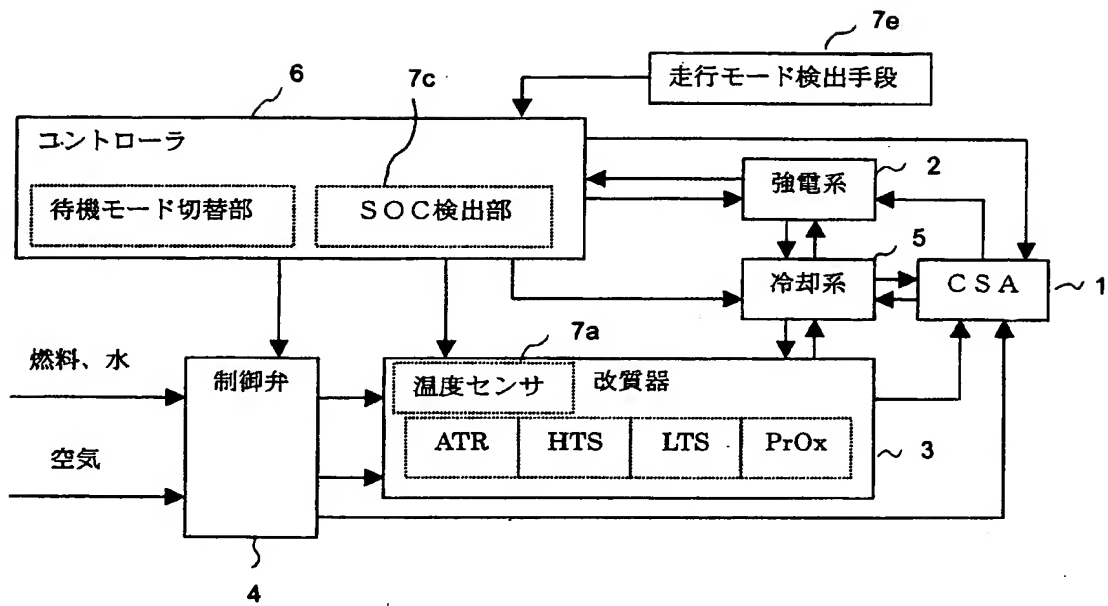 7e
走行モード検出手段
6
7c
コントローラ
待機モード切替部
SOC検出部
2
強電系
5
冷却系
CSA
1
7a
燃料、水
制御弁
温度センサ
改質器
ATR
HTS
LTS
PrOx
3
空気
4